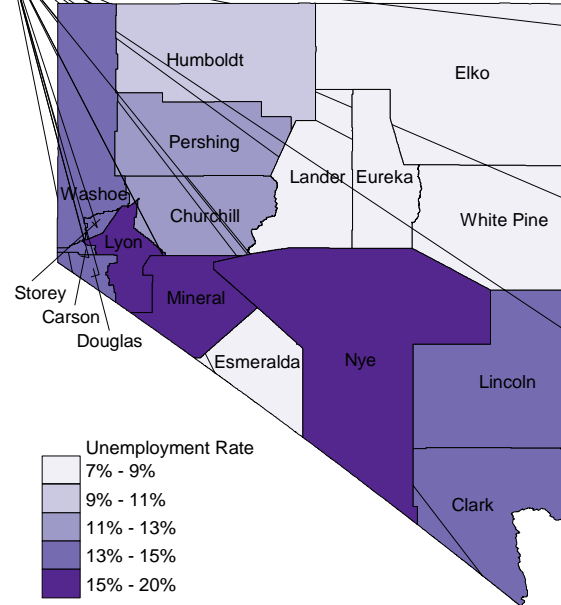 Humboldt
Elko
Pershing
Lander
Eureka
Washoe
Churchill
White Pine
Lyon
Storey
Mineral
Carson
Douglas
Esmeralda
Nye
Lincoln
Clark
Unemployment Rate
7% - 9%
9% - 11%
11% - 13%
13% - 15%
15% - 20%